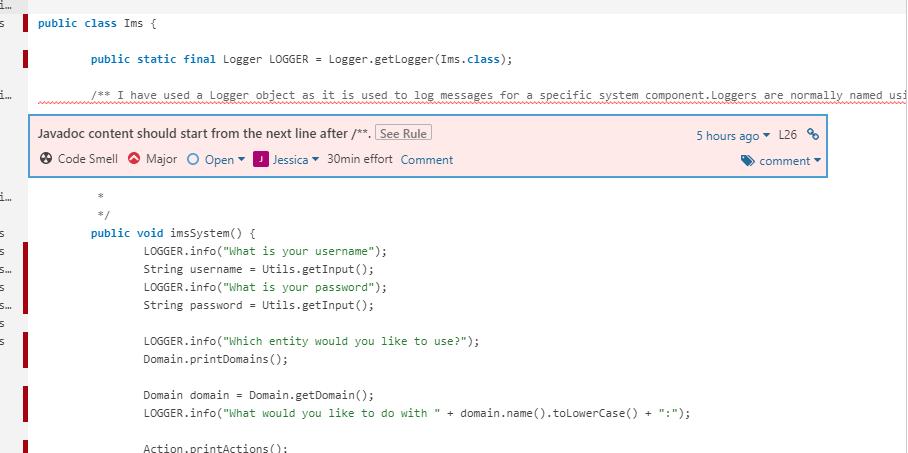 i...
s public class Ims {
public static final Logger LOGGER = Logger.getLogger(Ims.class);
i... /** I have used a Logger object as it is used to log messages for a specific system component.Loggers are normally named usi
Javadoc content should start from the next line after /**. See Rule 5 hours ago L26
Code Smell Major Open J Jessica 30min effort Comment comment
i... *
*/
s public void imsSystem() {
s LOGGER.info("What is your username");
s... String username = Utils.getInput();
s LOGGER.info("What is your password");
s... String password = Utils.getInput();
s
s LOGGER.info("Which entity would you like to use?");
Domain.printDomains();
Domain domain = Domain.getDomain();
LOGGER.info("What would you like to do with " + domain.name().toLowerCase() + ":");
Action.printActions();